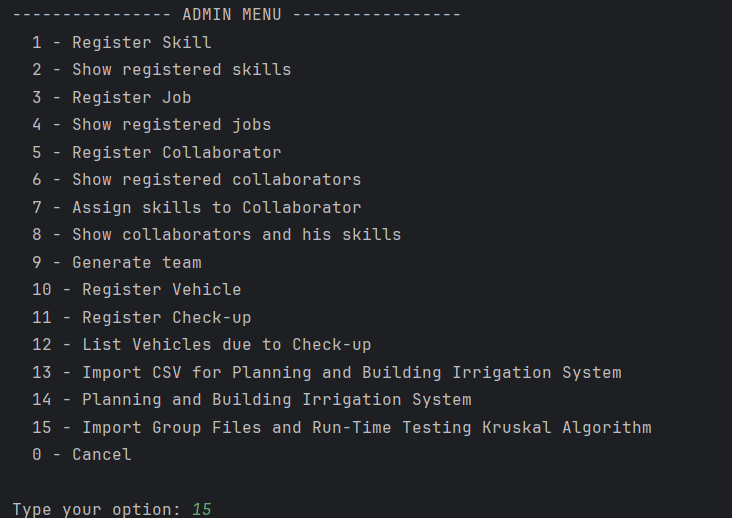 ---------------- ADMIN MENU -----------------
1 - Register Skill
2 - Show registered skills
3 - Register Job
4 - Show registered jobs
5 - Register Collaborator
6 - Show registered collaborators
7 - Assign skills to Collaborator
8 - Show collaborators and his skills
9 - Generate team
10 - Register Vehicle
11 - Register Check-up
12 - List Vehicles due to Check-up
13 - Import CSV for Planning and Building Irrigation System
14 - Planning and Building Irrigation System
15 - Import Group Files and Run-Time Testing Kruskal Algorithm
0 - Cancel
Type your option: 15